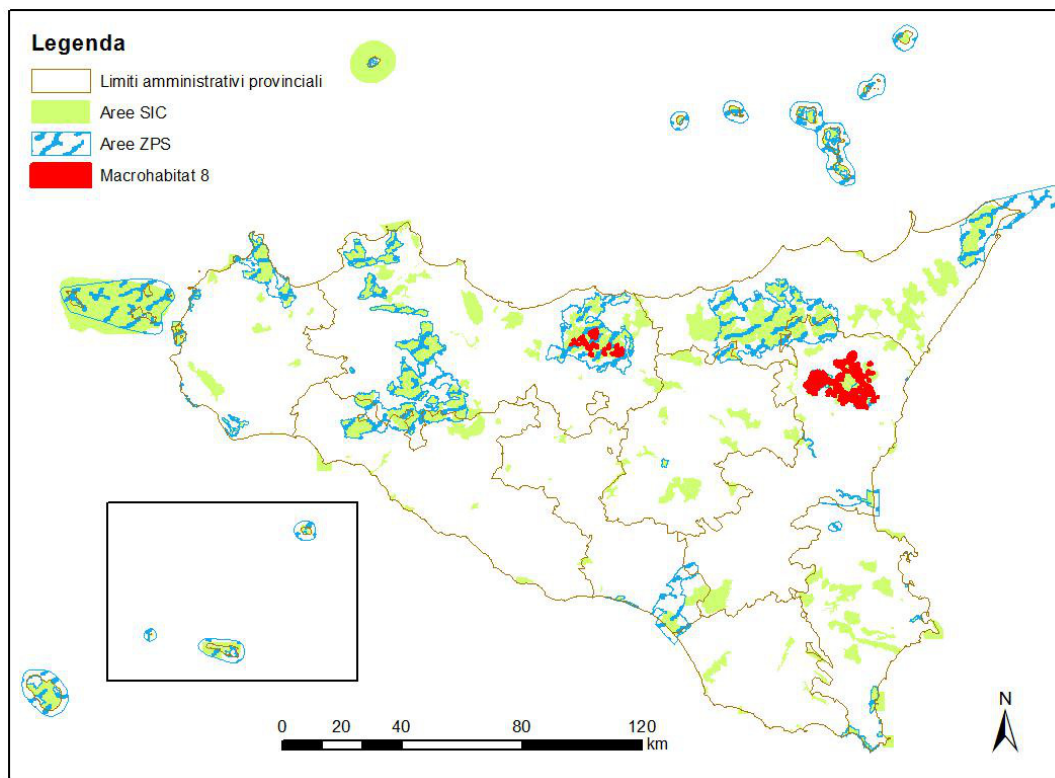 Legenda
Limiti amministrativi provinciali
Aree SIC
Aree ZPS
Macrohabitat 8
N
0 20 40 80 120
km